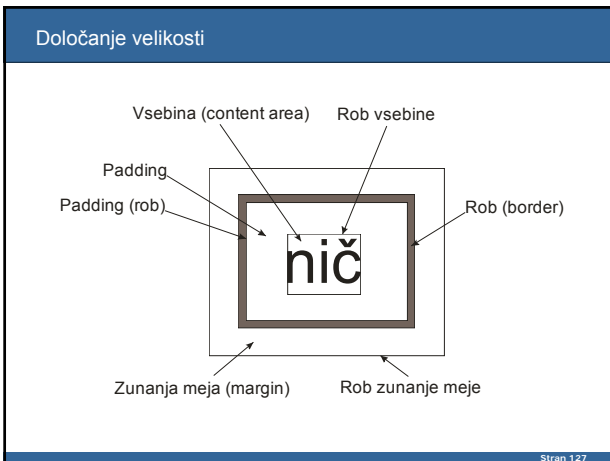 Določanje velikosti
Vsebina (content area)
Rob vsebine
Padding
Padding (rob)
Rob (border)
nič
Zunanja meja (margin)
Rob zunanje meje
Stran 127